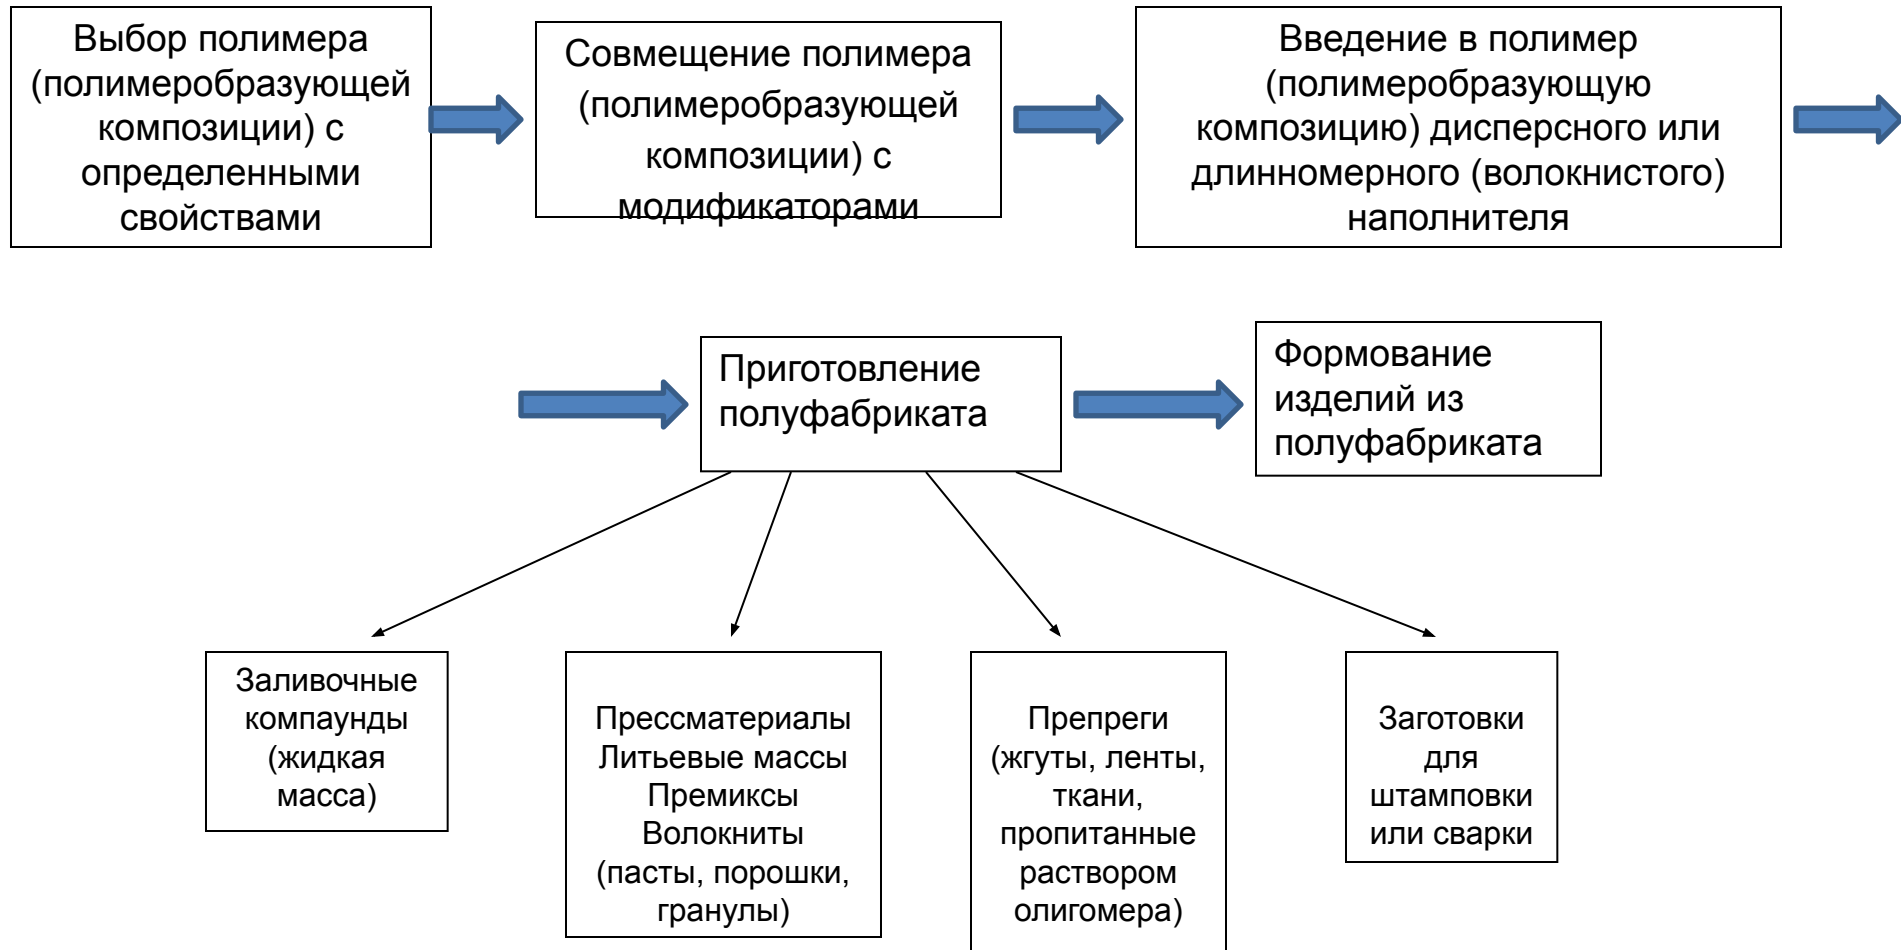 Выбор полимера
(полимеробразующей
композиции) с
определенными
свойствами
Совмещение полимера
(полимеробразующей
композиции) с
модификаторами
Введение в полимер
(полимеробразующую
композицию) дисперсного или
длинномерного (волокнистого)
наполнителя
Приготовление
полуфабриката
Формование
изделий из
полуфабриката
Заливочные
компаунды
(жидкая
масса)
Прессматериалы
Литьевые массы
Премиксы
Волокниты
(пасты, порошки,
гранулы)
Препреги
(жгуты, ленты,
ткани,
пропитанные
раствором
олигомера)
Заготовки
для
штамповки
или сварки